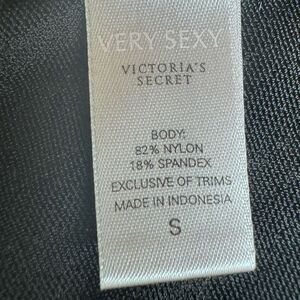 VERY SEXY
VICTORIA'S
SECRET
BODY:
82% NYLON
18% SPANDEX
EXCLUSIVE OF TRIMS
MADE IN INDONESIA
S